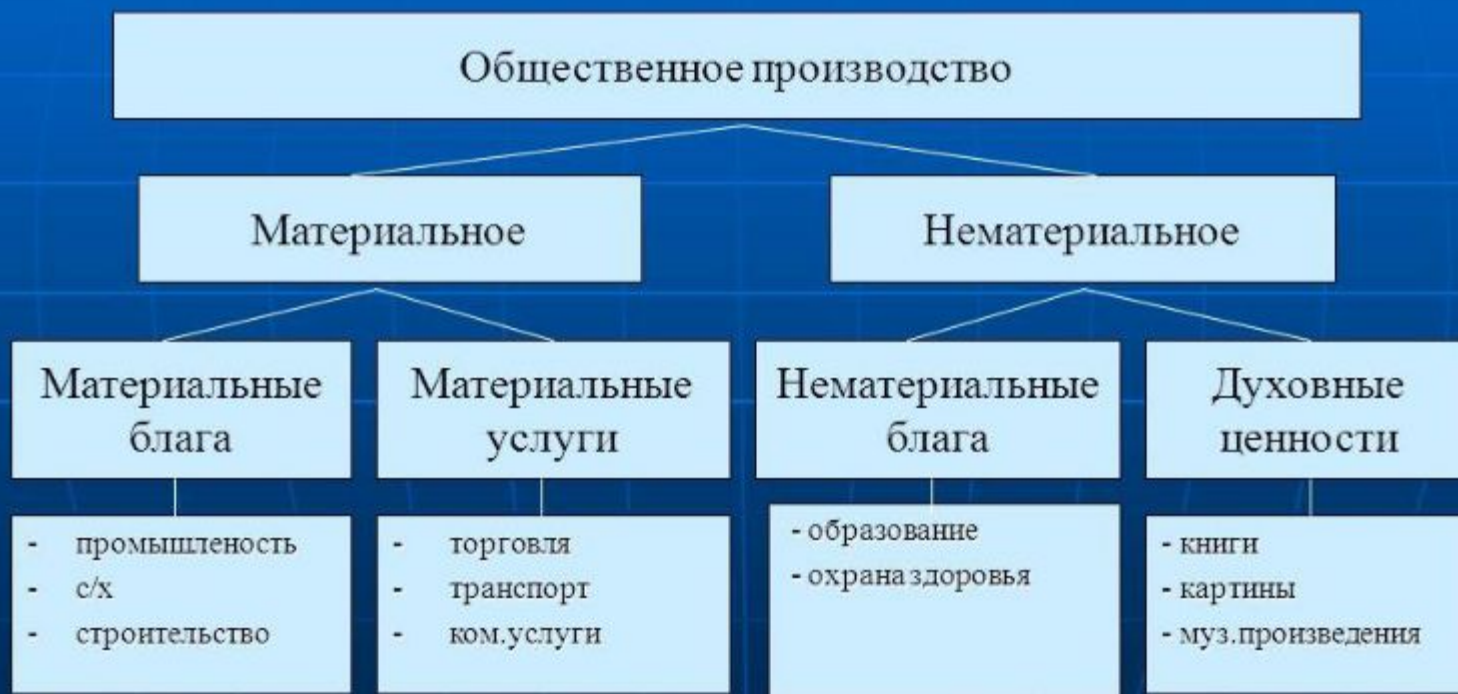 Общественное производство
Материальное
Нематериальное
Материальные
блага
Материальные
услуги
Нематериальные
блага
Духовные
ценности
- промышленость
- с/х
- строительство
- торговля
- транспорт
- ком.услуги
- образование
- охрана здоровья
- книги
- картины
- муз.произведения